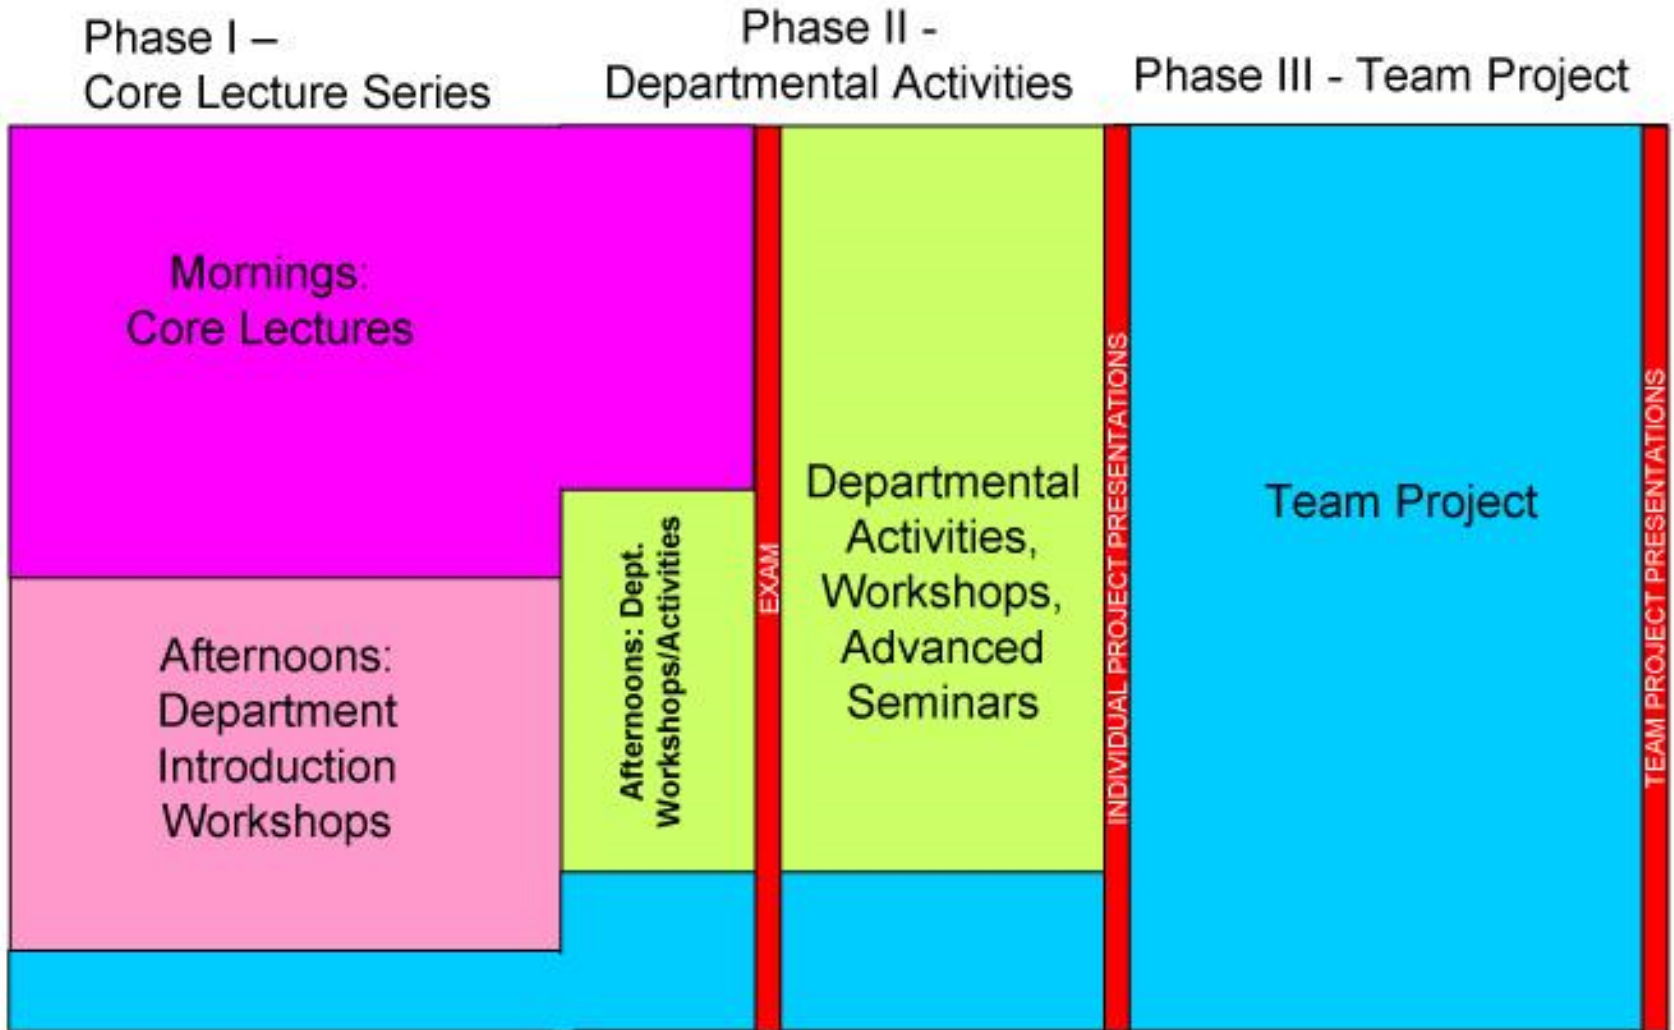 Phase I –
Core Lecture Series
Phase II -
Departmental Activities
Phase III - Team Project
Mornings:
Core Lectures
Afternoons:
Department
Introduction
Workshops
Afternoons: Dept.
Workshops/Activities
EXAM
Departmental
Activities,
Workshops,
Advanced
Seminars
INDIVIDUAL PROJECT PRESENTATIONS
Team Project
TEAM PROJECT PRESENTATIONS